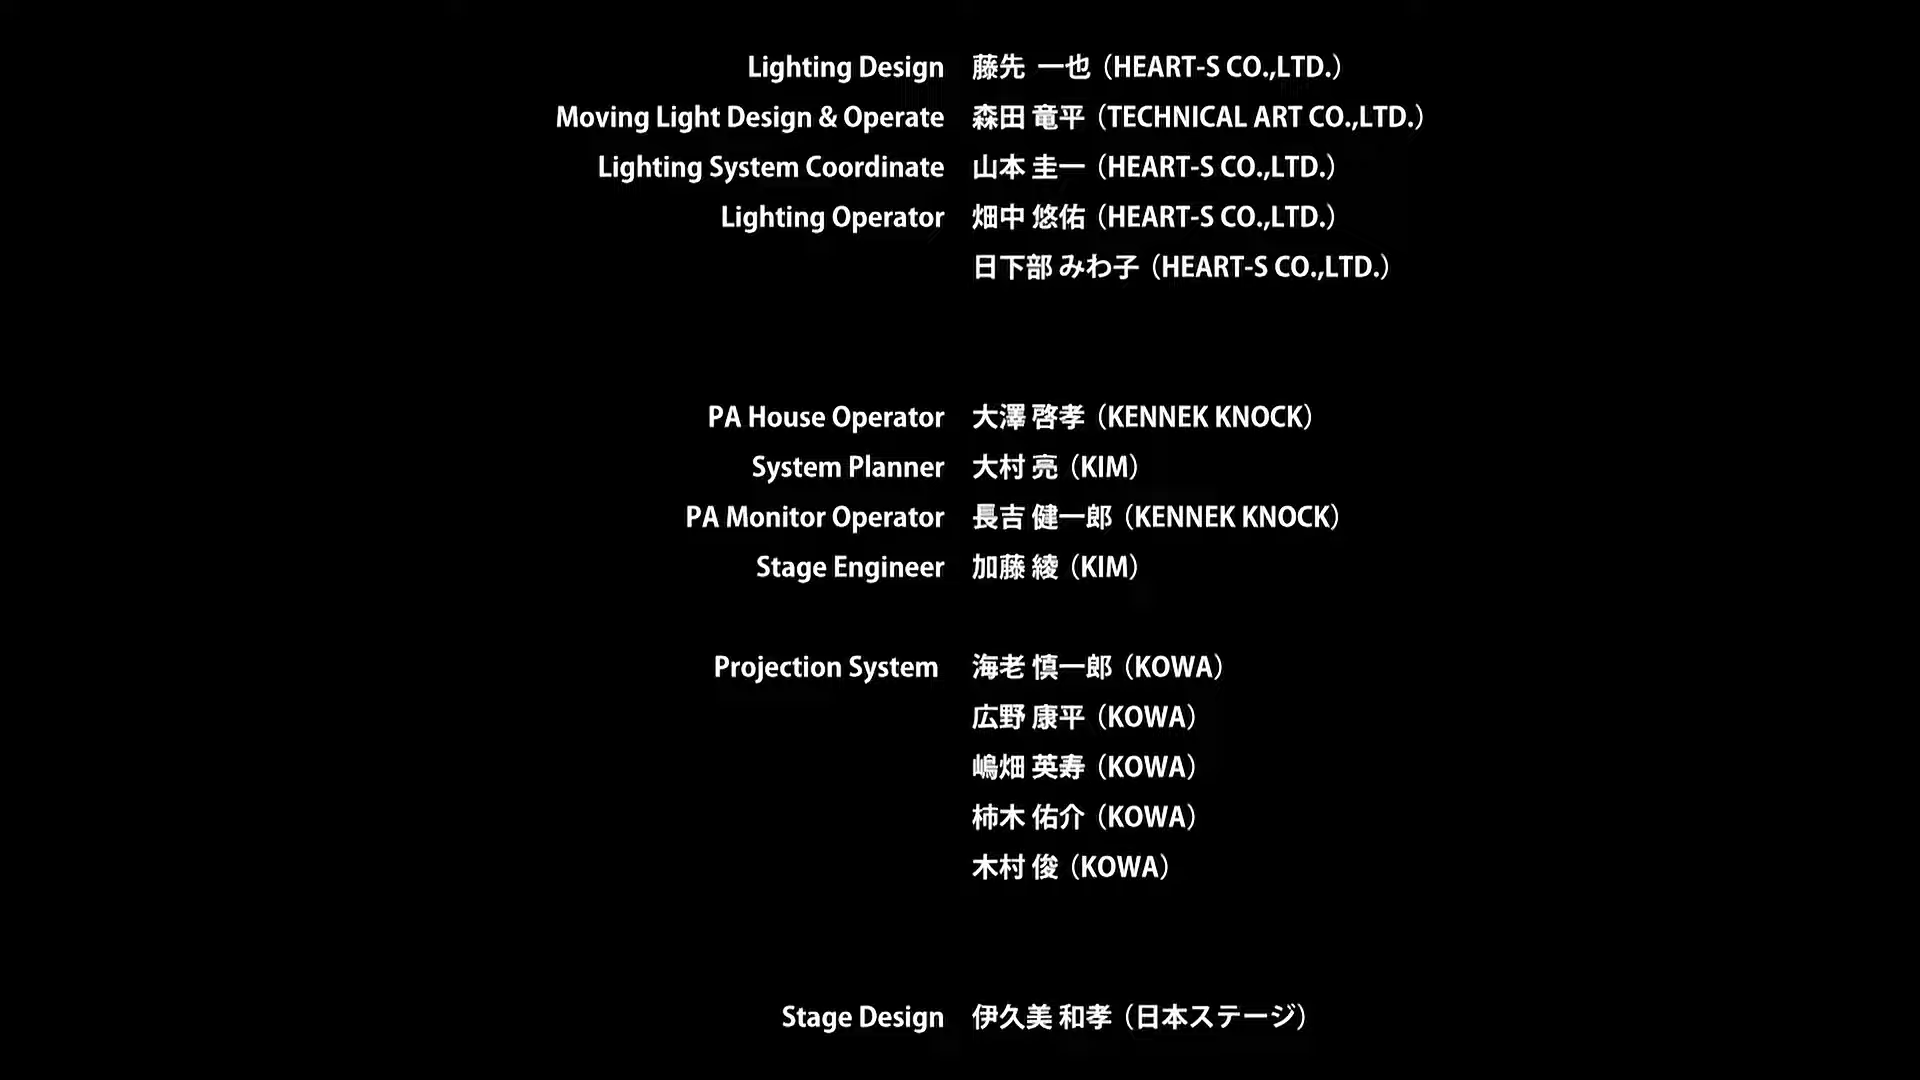 Lighting Design 藤先 一也（HEART-S CO.,LTD.）
Moving Light Design & Operate 森田 竜平（TECHNICAL ART CO.,LTD.）
Lighting System Coordinate 山本 圭一（HEART-S CO.,LTD.）
Lighting Operator 畑中 悠佑（HEART-S CO.,LTD.）
日下部 みわ子（HEART-S CO.,LTD.）
PA House Operator 大澤 啓孝（KENNEK KNOCK）
System Planner 大村 亮（KIM）
PA Monitor Operator 長吉 健一郎（KENNEK KNOCK）
Stage Engineer 加藤 綾（KIM）
Projection System 海老 慎一郎（KOWA）
広野 康平（KOWA）
嶋畑 英寿（KOWA）
柿木 佑介（KOWA）
木村 俊（KOWA）
Stage Design 伊久美 和孝（日本ステージ）